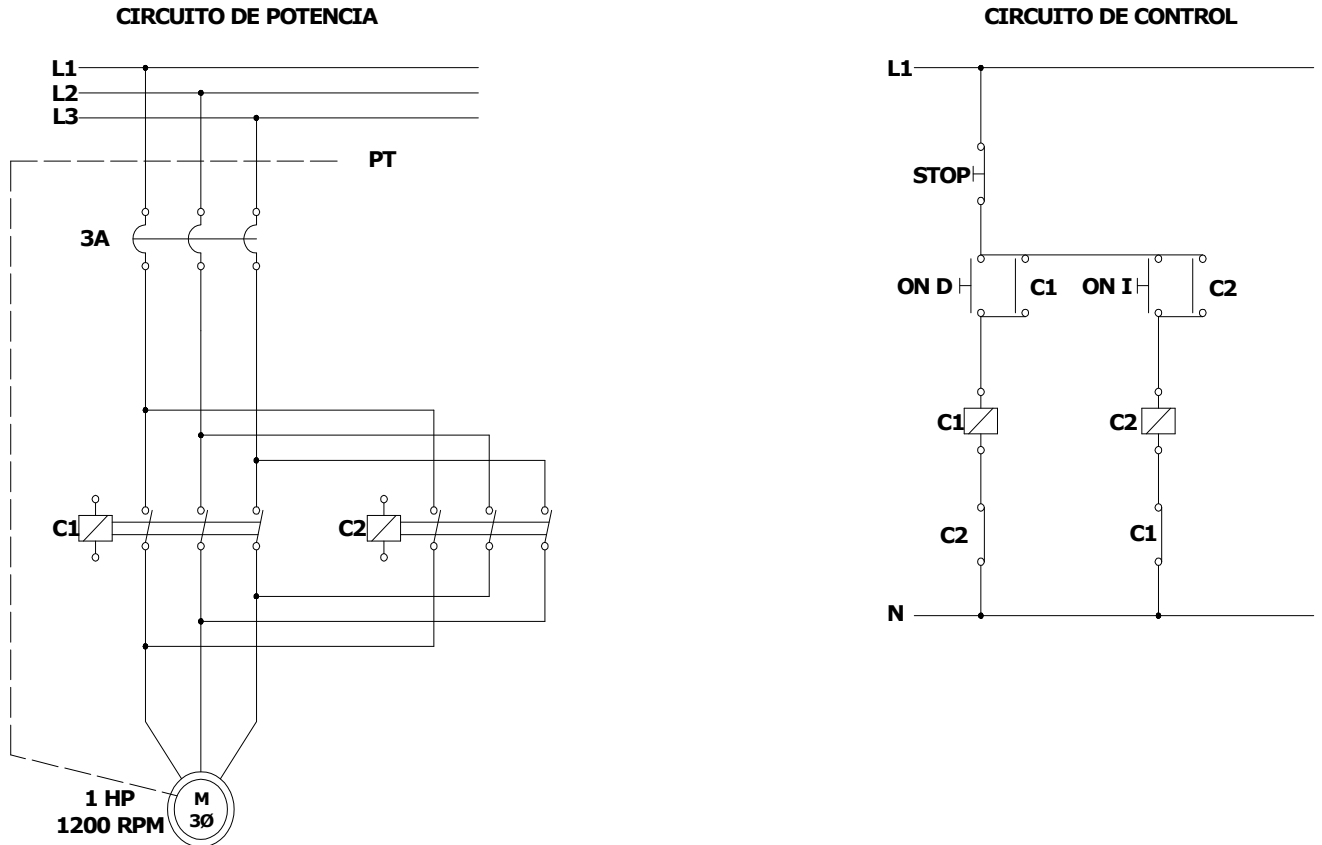 CIRCUITO DE POTENCIA
L1
L2
L3
PT
3A
C1
C2
1 HP
1200 RPM
M
3Ø
CIRCUITO DE CONTROL
L1
STOP
ON D
C1
ON I
C2
C1
C2
C2
C1
N